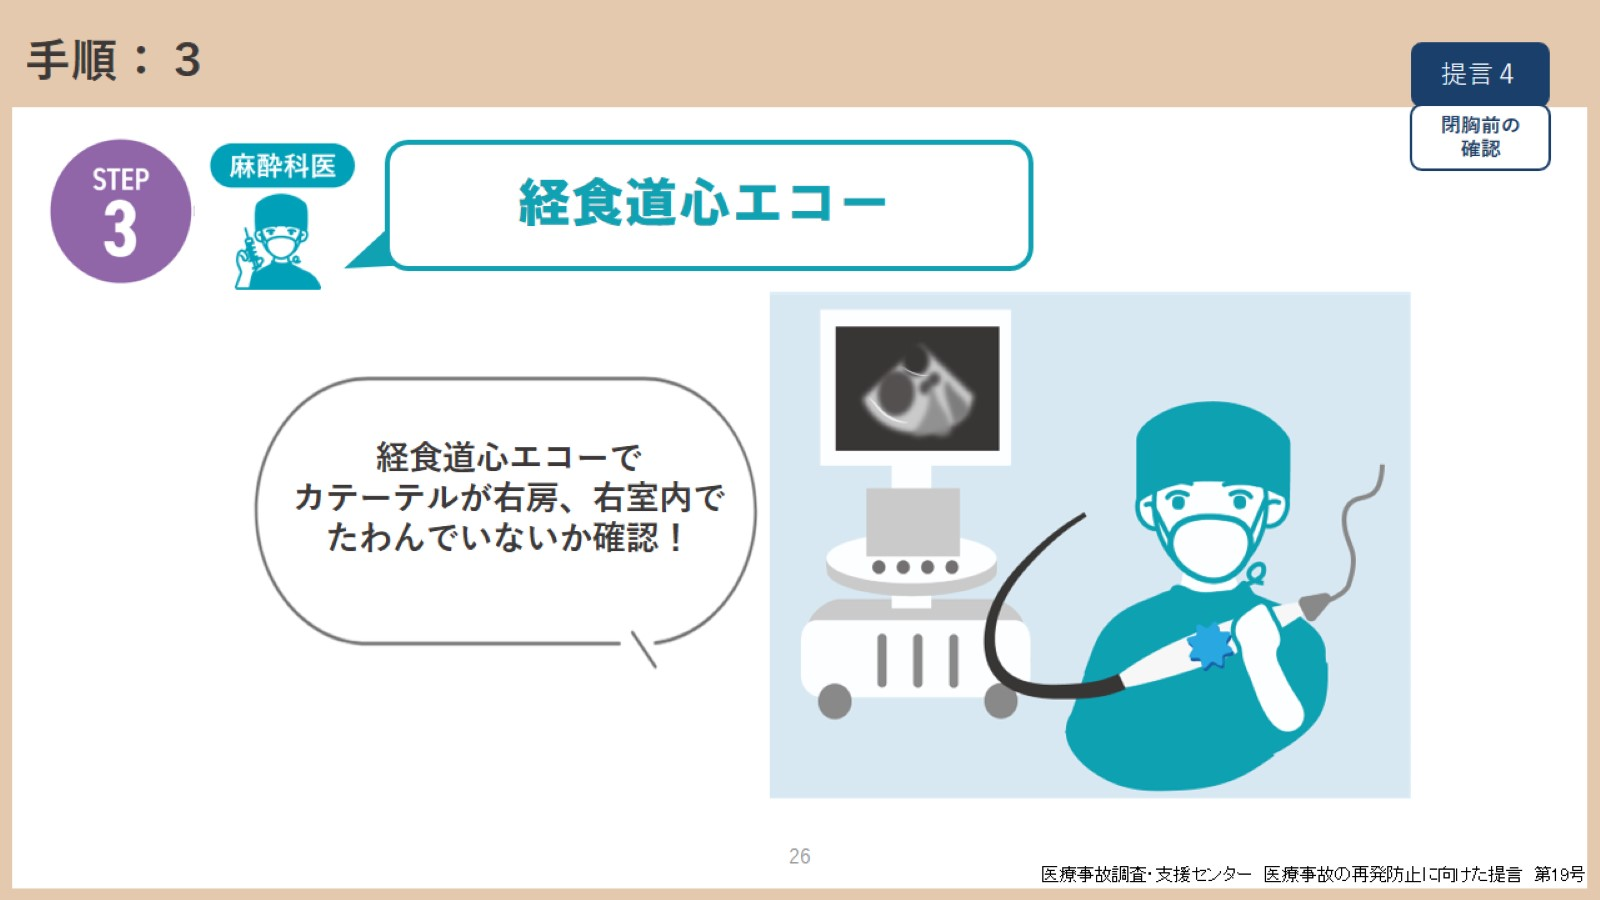 手順：３
提言４
閉胸前の
確認
STEP
3
麻酔科医
経食道心エコー
経食道心エコーで
カテーテルが右房、右室内で
たわんでいないか確認！
26
医療事故調査・支援センター　医療事故の再発防止に向けた提言　第19号